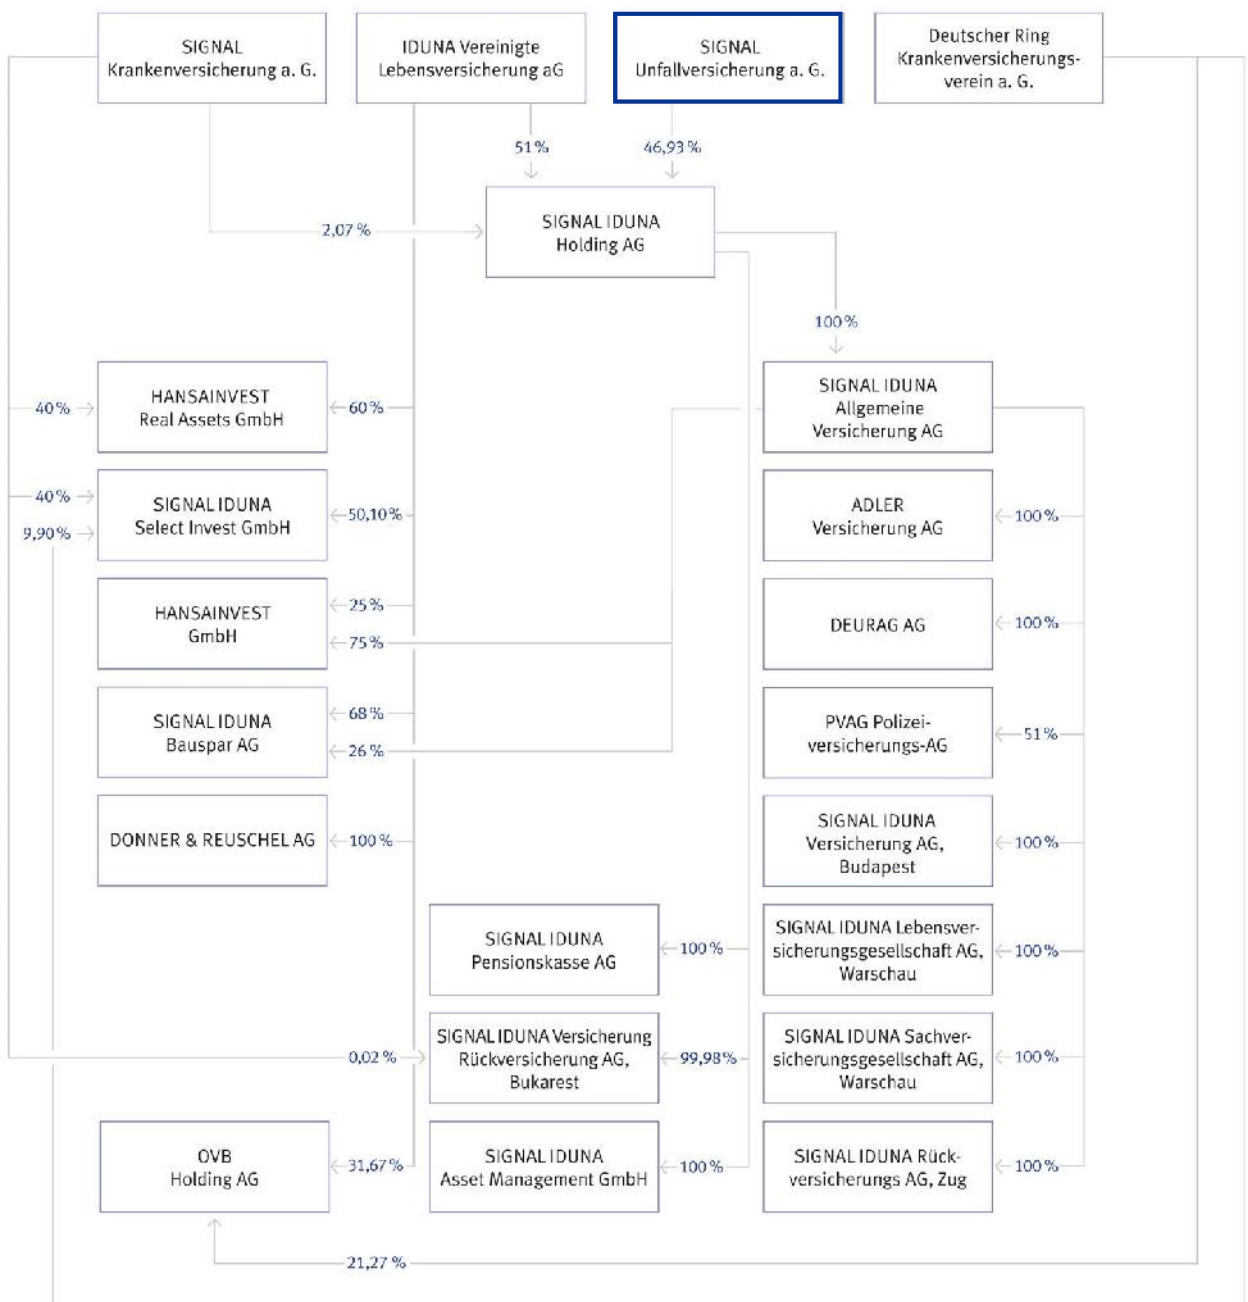 SIGNAL
Krankenversicherung a. G.
IDUNA Vereinigte
Lebensversicherung aG
SIGNAL
Unfallversicherung a. G.
Deutscher Ring
Krankenversicherungs-
verein a. G.
51%
46,93 %
2,07 %
SIGNAL IDUNA
Holding AG
100 %
40 %
HANSAINVEST
Real Assets GmbH
60 %
SIGNAL IDUNA
Allgemeine
Versicherung AG
40 %
9,90 %
SIGNAL IDUNA
Select Invest GmbH
50,10 %
ADLER
Versicherung AG
100 %
HANSAINVEST
GmbH
25 %
75 %
DEURAG AG
100 %
SIGNAL IDUNA
Bauspar AG
68 %
26 %
PVAG Polizei-
versicherungs-AG
51 %
DONNER & REUSCHEL AG
100 %
SIGNAL IDUNA
Versicherung AG,
Budapest
100 %
SIGNAL IDUNA
Pensionskasse AG
100 %
SIGNAL IDUNA Lebensver-
sicherungsgesellschaft AG,
Warschau
100 %
0,02 %
SIGNAL IDUNA Versicherung
Rückversicherung AG,
Bukarest
99,98%
SIGNAL IDUNA Sachver-
sicherungsgesellschaft AG,
Warschau
100 %
OVB
Holding AG
31,67 %
SIGNAL IDUNA
Asset Management GmbH
100 %
SIGNAL IDUNA Rück-
versicherungs AG, Zug
100 %
21,27 %